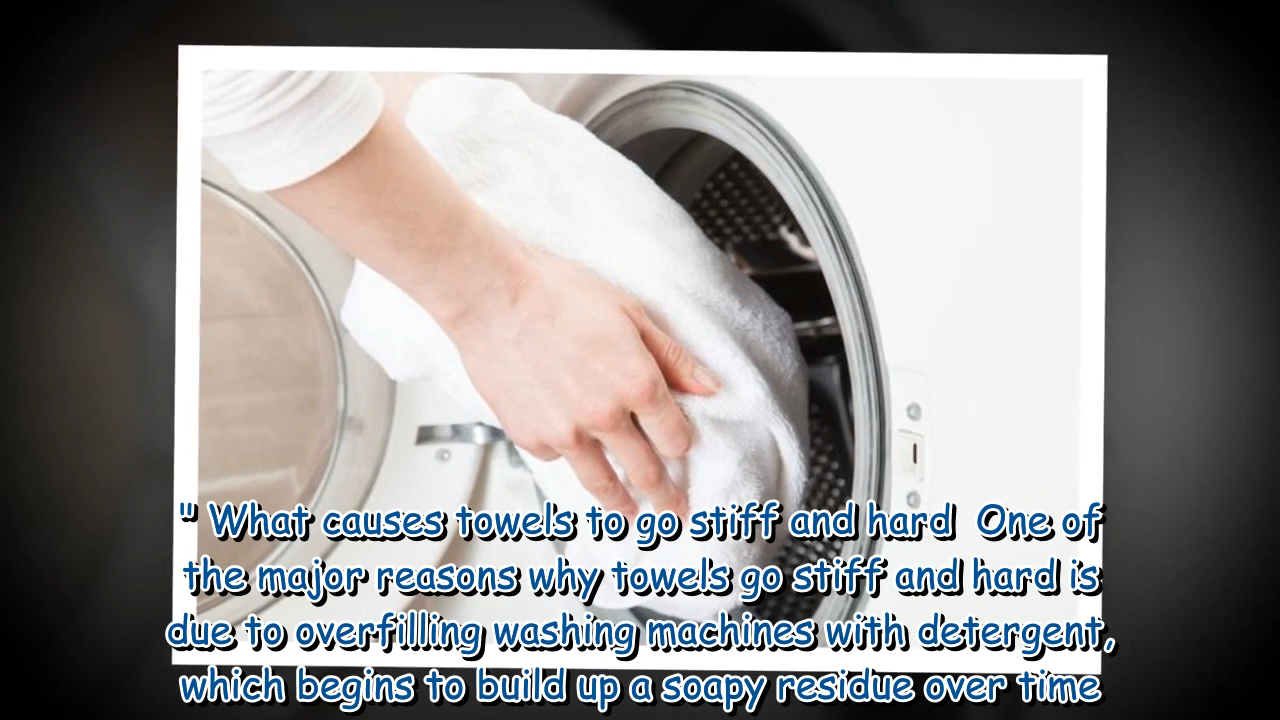 " What causes towels to go stiff and hard  One of
the major reasons why towels go stiff and hard is
due to overfilling washing machines with detergent,
which begins to build up a soapy residue over time